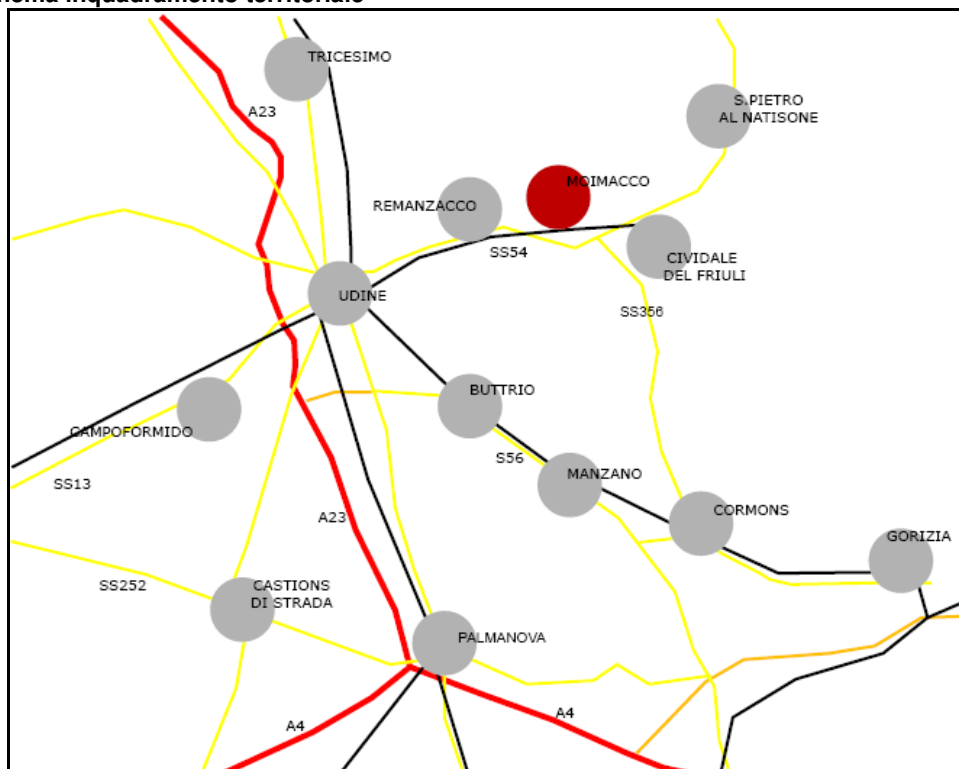 TRICESIMO
A23
S.PIETRO
AL NATISONE
MOIMACCO
REMANZACCO
SS54
CIVIDALE
DEL FRIULI
UDINE
SS356
BUTTRIO
CAMPOFORMIDO
S56
MANZANO
SS13
CORMONS
A23
GORIZIA
SS252
CASTIONS
DI STRADA
PALMANOVA
A4
A4